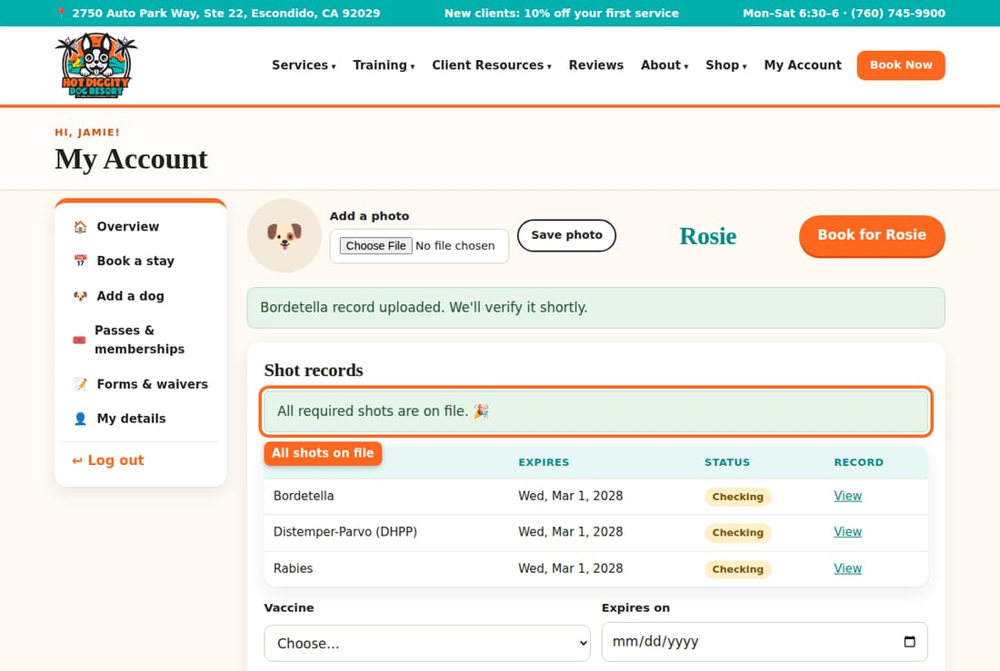 📍 2750 Auto Park Way, Ste 22, Escondido, CA 92029
New clients: 10% off your first service
Mon–Sat 6:30–6 · (760) 745-9900
HOT DIGGITY
DOG RESORT
Services ▾
Training ▾
Client Resources ▾
Reviews
About ▾
Shop ▾
My Account
Book Now
HI, JAMIE!
My Account
🏠 Overview
📅 Book a stay
🐶 Add a dog
🎟️ Passes &
memberships
📝 Forms & waivers
👤 My details
↩ Log out
Add a photo
Choose File No file chosen
Save photo
Rosie
Book for Rosie
Bordetella record uploaded. We'll verify it shortly.
Shot records
All required shots are on file. 🎉
All shots on file
EXPIRES STATUS RECORD
Bordetella Wed, Mar 1, 2028 Checking View
Distemper-Parvo (DHPP) Wed, Mar 1, 2028 Checking View
Rabies Wed, Mar 1, 2028 Checking View
Vaccine
Choose...
Expires on
mm/dd/yyyy